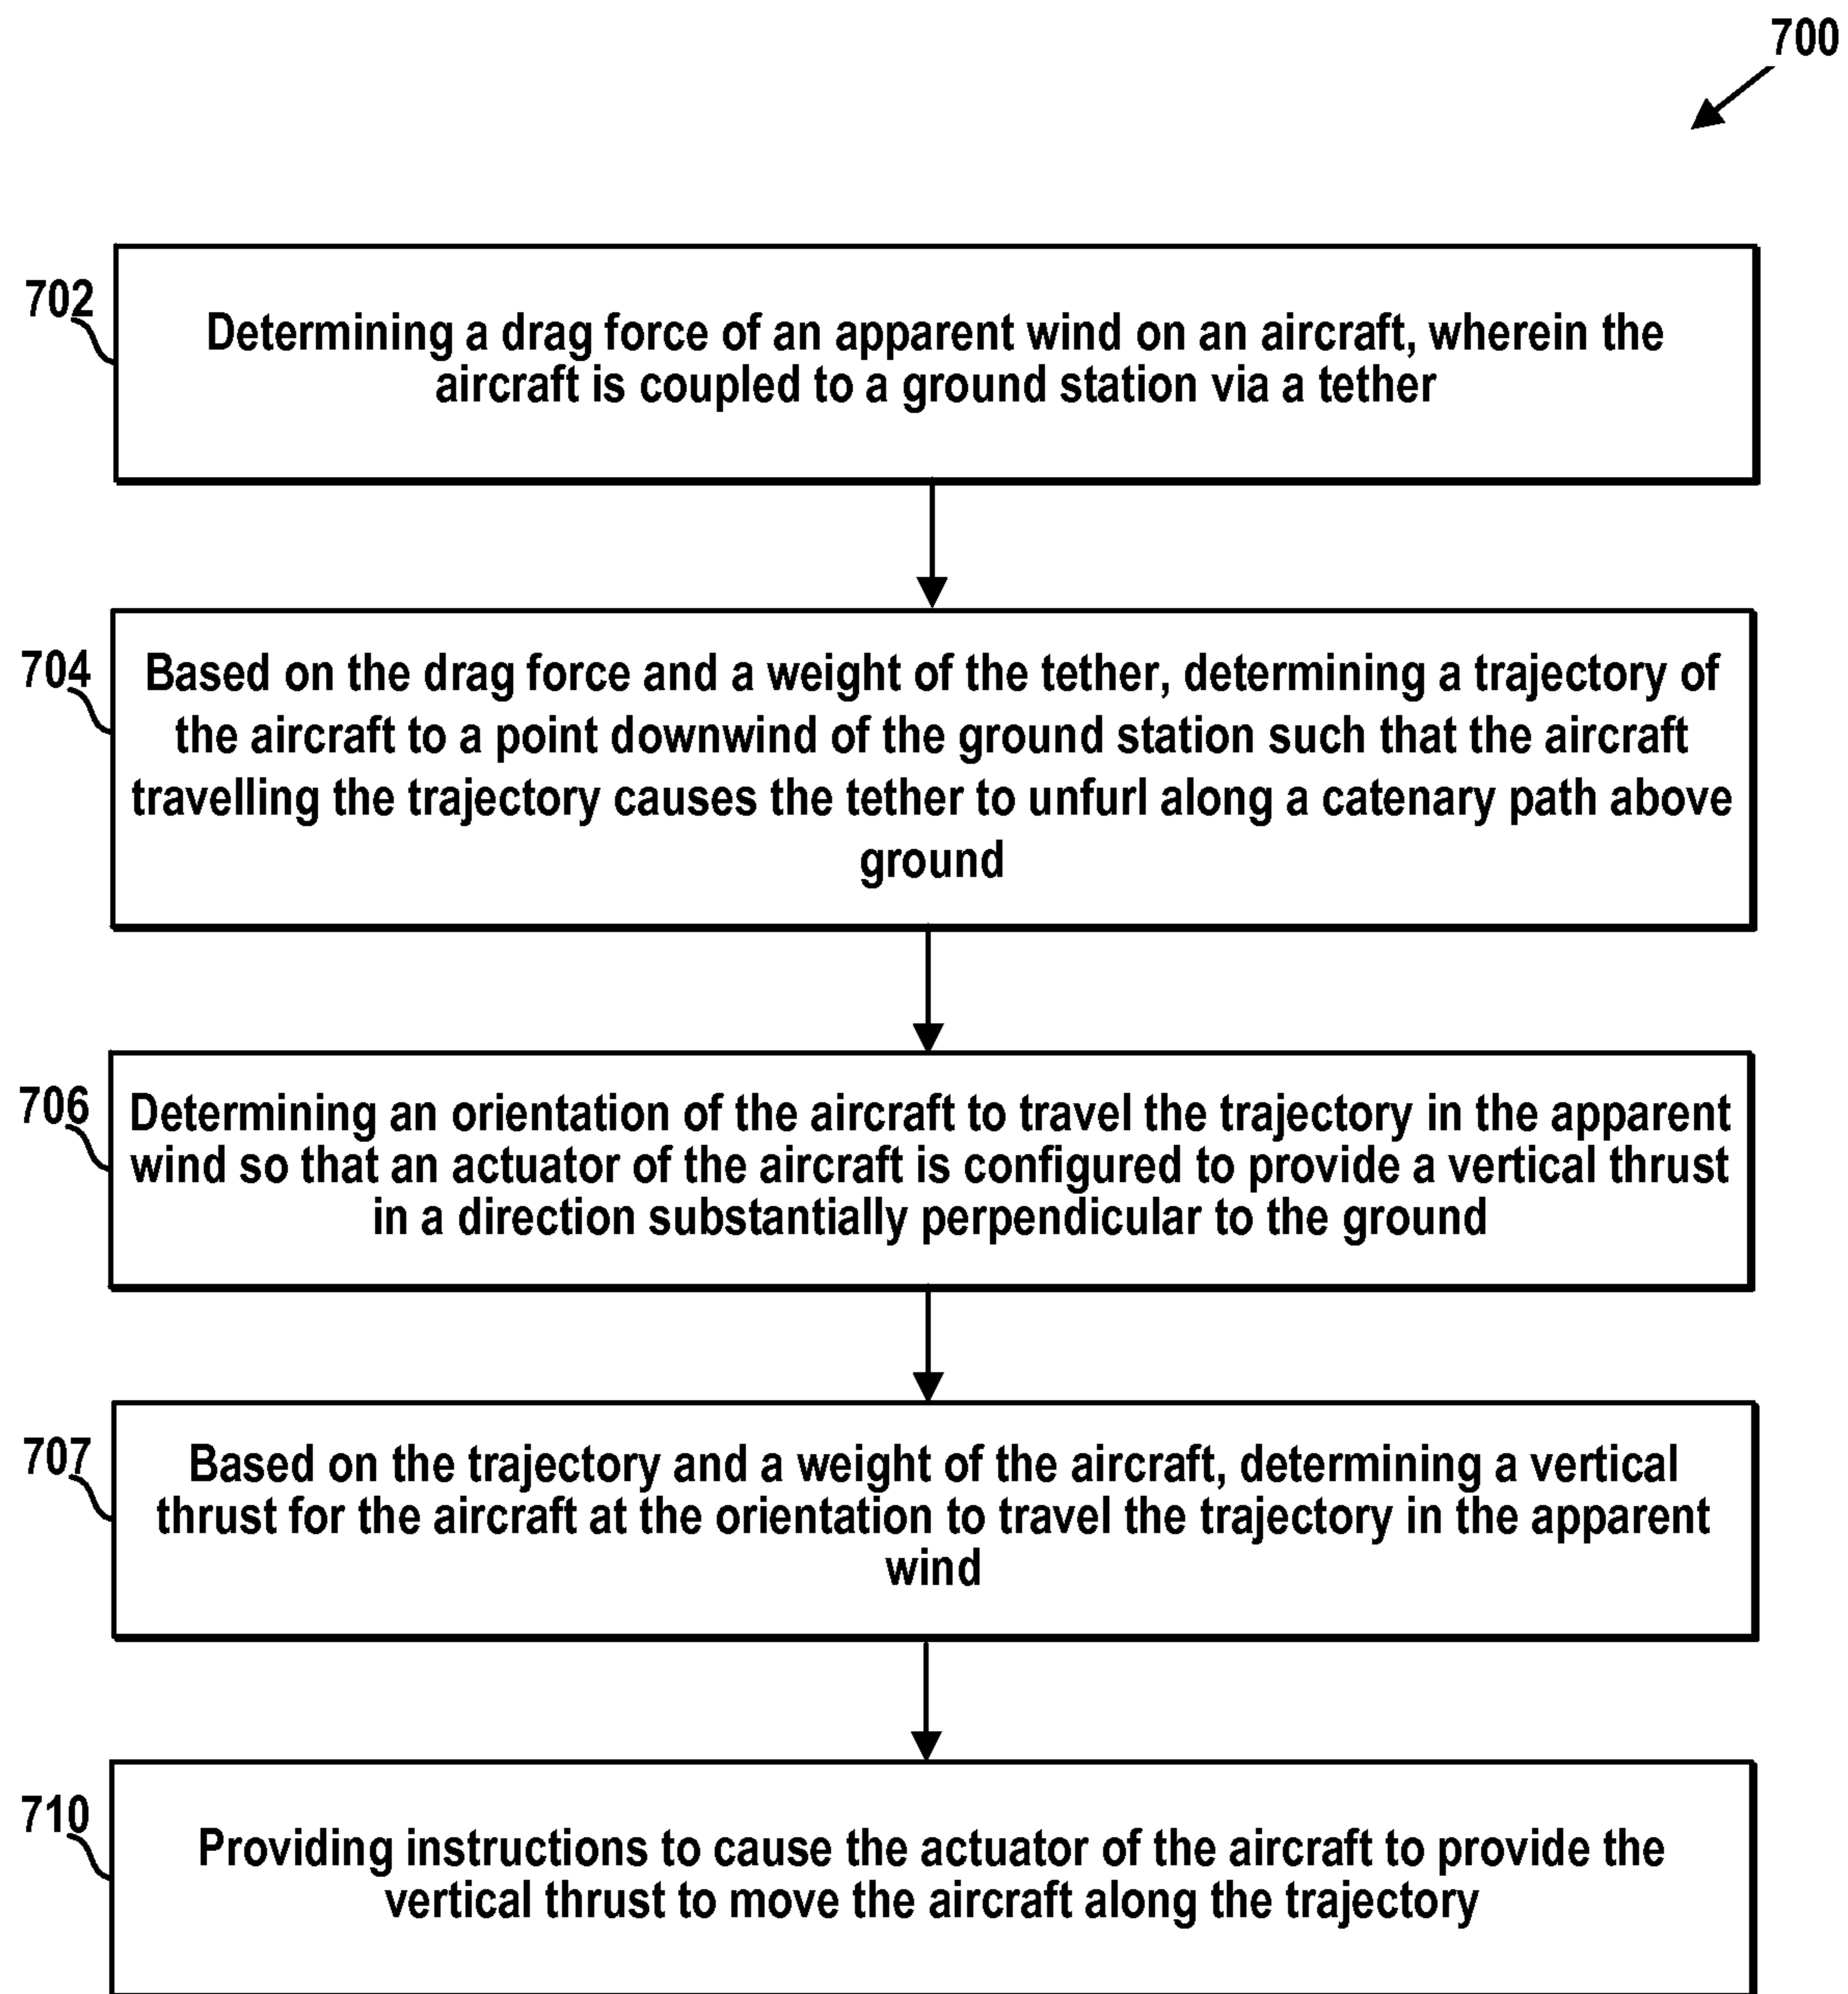 700
702
Determining a drag force of an apparent wind on an aircraft, wherein the
aircraft is coupled to a ground station via a tether
704
Based on the drag force and a weight of the tether, determining a trajectory of
the aircraft to a point downwind of the ground station such that the aircraft
travelling the trajectory causes the tether to unfurl along a catenary path above
ground
706
Determining an orientation of the aircraft to travel the trajectory in the apparent
wind so that an actuator of the aircraft is configured to provide a vertical thrust
in a direction substantially perpendicular to the ground
707
Based on the trajectory and a weight of the aircraft, determining a vertical
thrust for the aircraft at the orientation to travel the trajectory in the apparent
wind
710
Providing instructions to cause the actuator of the aircraft to provide the
vertical thrust to move the aircraft along the trajectory